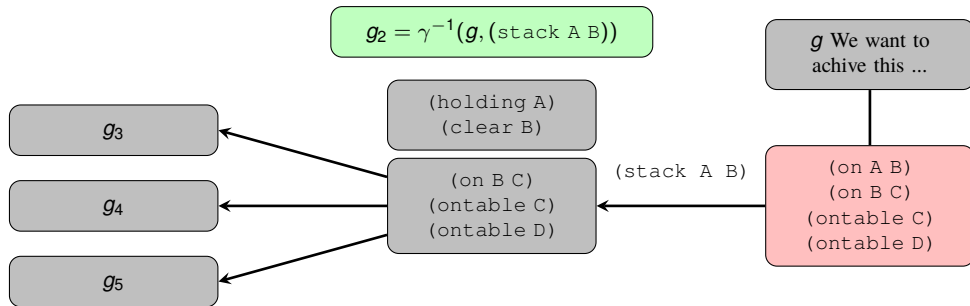 g₂ = γ⁻¹(g, (stack A B))
g We want to
achive this ...
(holding A)
(clear B)
g₃
g₄
g₅
(on B C)
(ontable C)
(ontable D)
(stack A B)
(on A B)
(on B C)
(ontable C)
(ontable D)